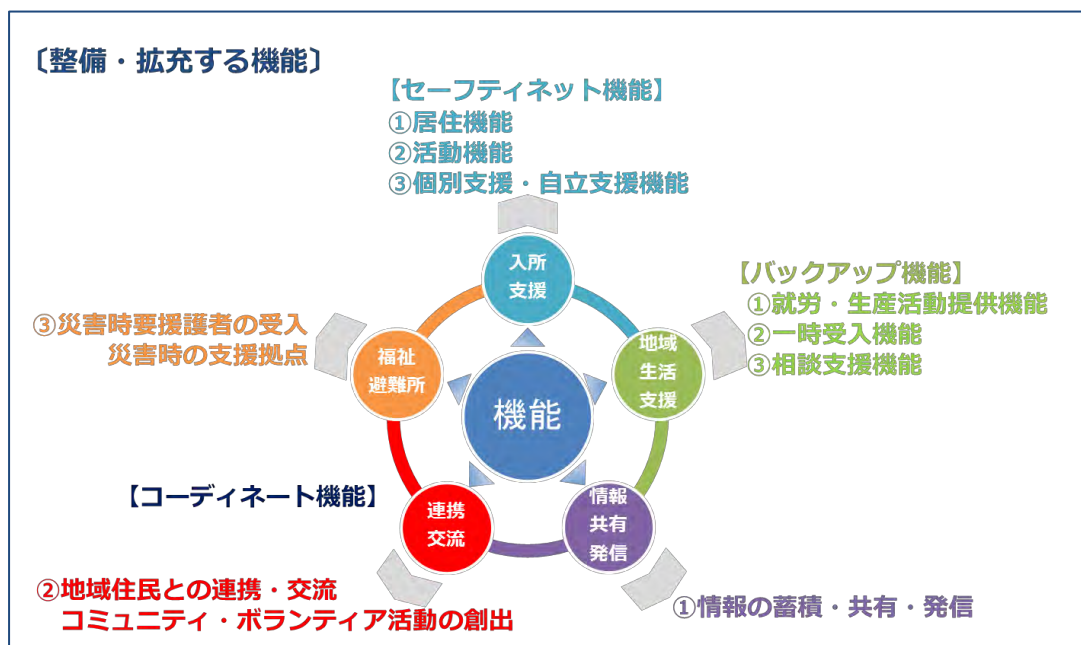 〔整備・拡充する機能〕
【セーフティネット機能】
①居住機能
②活動機能
③個別支援・自立支援機能
入所
支援
【バックアップ機能】
①就労・生産活動提供機能
②一時受入機能
③相談支援機能
地域
生活
支援
③災害時要援護者の受入
災害時の支援拠点
福祉
避難所
機能
【コーディネート機能】
連携
交流
情報
共有
発信
②地域住民との連携・交流
コミュニティ・ボランティア活動の創出
①情報の蓄積・共有・発信